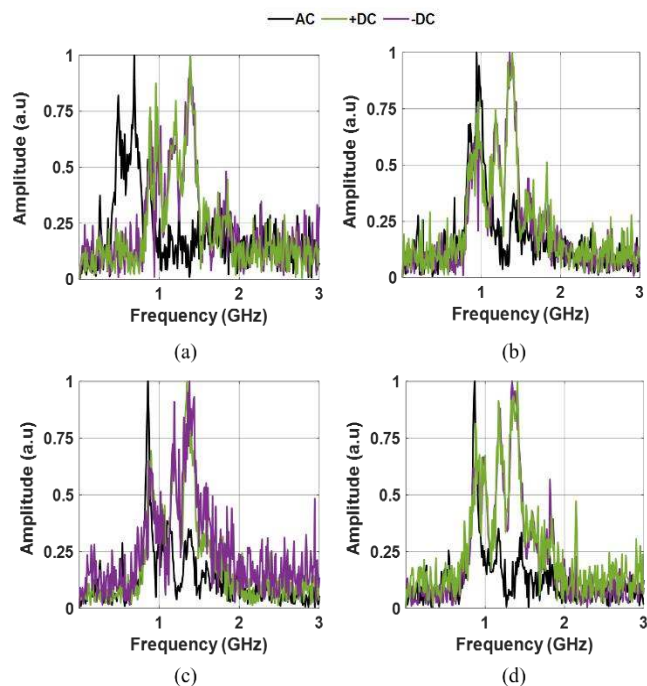 AC +DC -DC
1
0.75
0.5
0.25
0
Amplitude (a.u)
1 2 3
Frequency (GHz)
(a)
1
0.75
0.5
0.25
0
Amplitude (a.u)
1 2 3
Frequency (GHz)
(b)
1
0.75
0.5
0.25
0
Amplitude (a.u)
1 2 3
Frequency (GHz)
(c)
1
0.75
0.5
0.25
0
Amplitude (a.u)
1 2 3
Frequency (GHz)
(d)